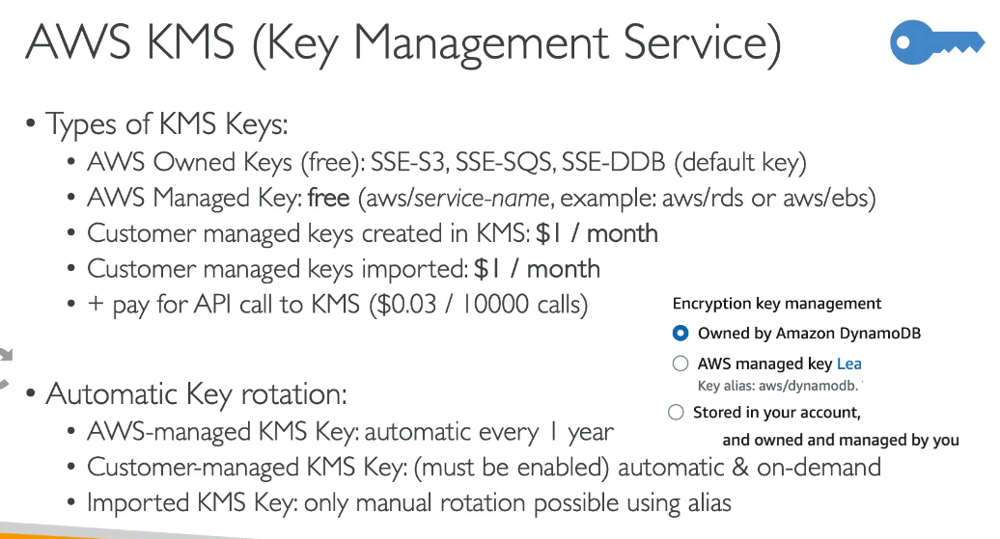 AWS KMS (Key Management Service)
• Types of KMS Keys:
• AWS Owned Keys (free): SSE-S3, SSE-SQS, SSE-DDB (default key)
• AWS Managed Key: free (aws/service-name, example: aws/rds or aws/ebs)
• Customer managed keys created in KMS: $1 / month
• Customer managed keys imported: $1 / month
• + pay for API call to KMS ($0.03 / 10000 calls)
Encryption key management
Owned by Amazon DynamoDB
AWS managed key Lea
Key alias: aws/dynamodb.
Stored in your account,
and owned and managed by you
• Automatic Key rotation:
• AWS-managed KMS Key: automatic every 1 year
• Customer-managed KMS Key: (must be enabled) automatic & on-demand
• Imported KMS Key: only manual rotation possible using alias